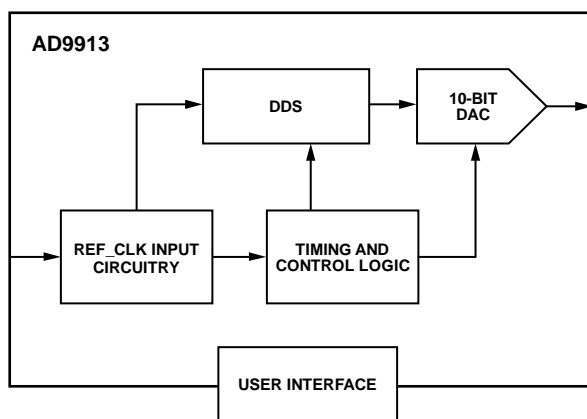 AD9913
DDS
10-BIT
DAC
REF_CLK INPUT
CIRCUITRY
TIMING AND
CONTROL LOGIC
USER INTERFACE